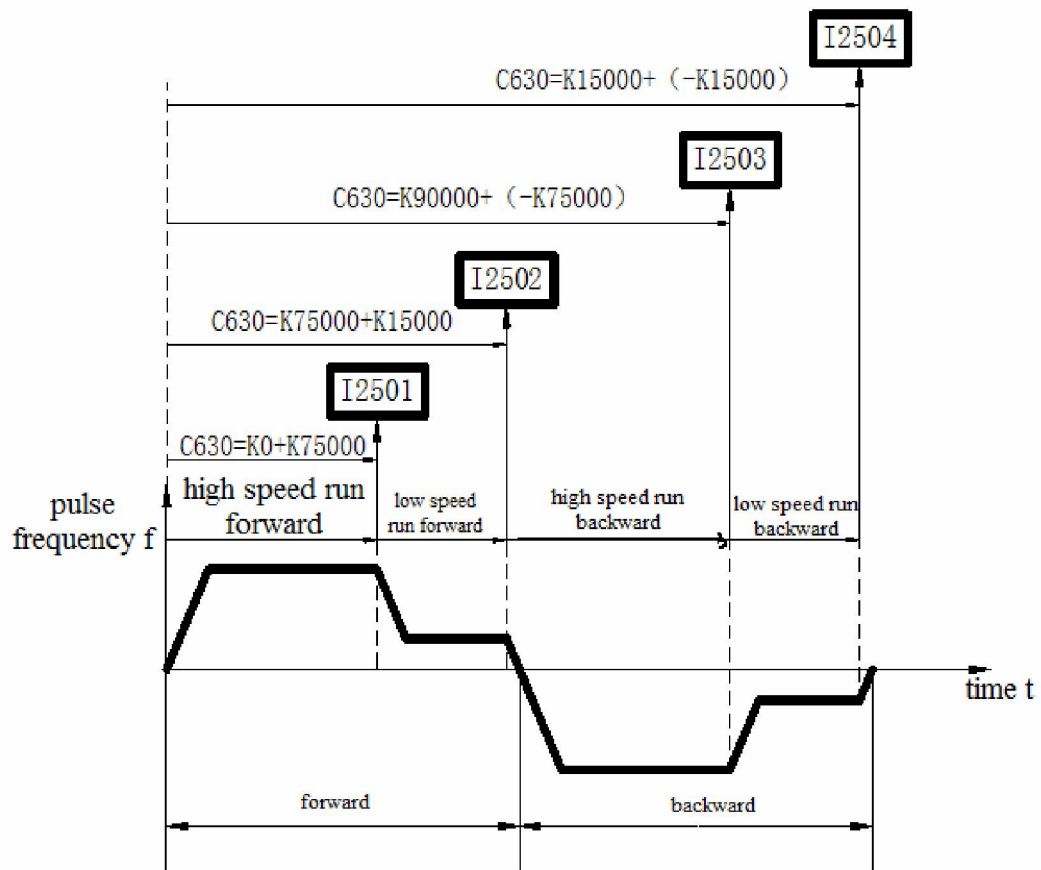 I2504
C630=K15000+ (-K15000)
I2503
C630=K90000+ (-K75000)
I2502
C630=K75000+K15000
I2501
C630=K0+K75000
pulse
frequency f
high speed run
forward
low speed
run forward
high speed run
backward
low speed run
backward
time t
forward
backward